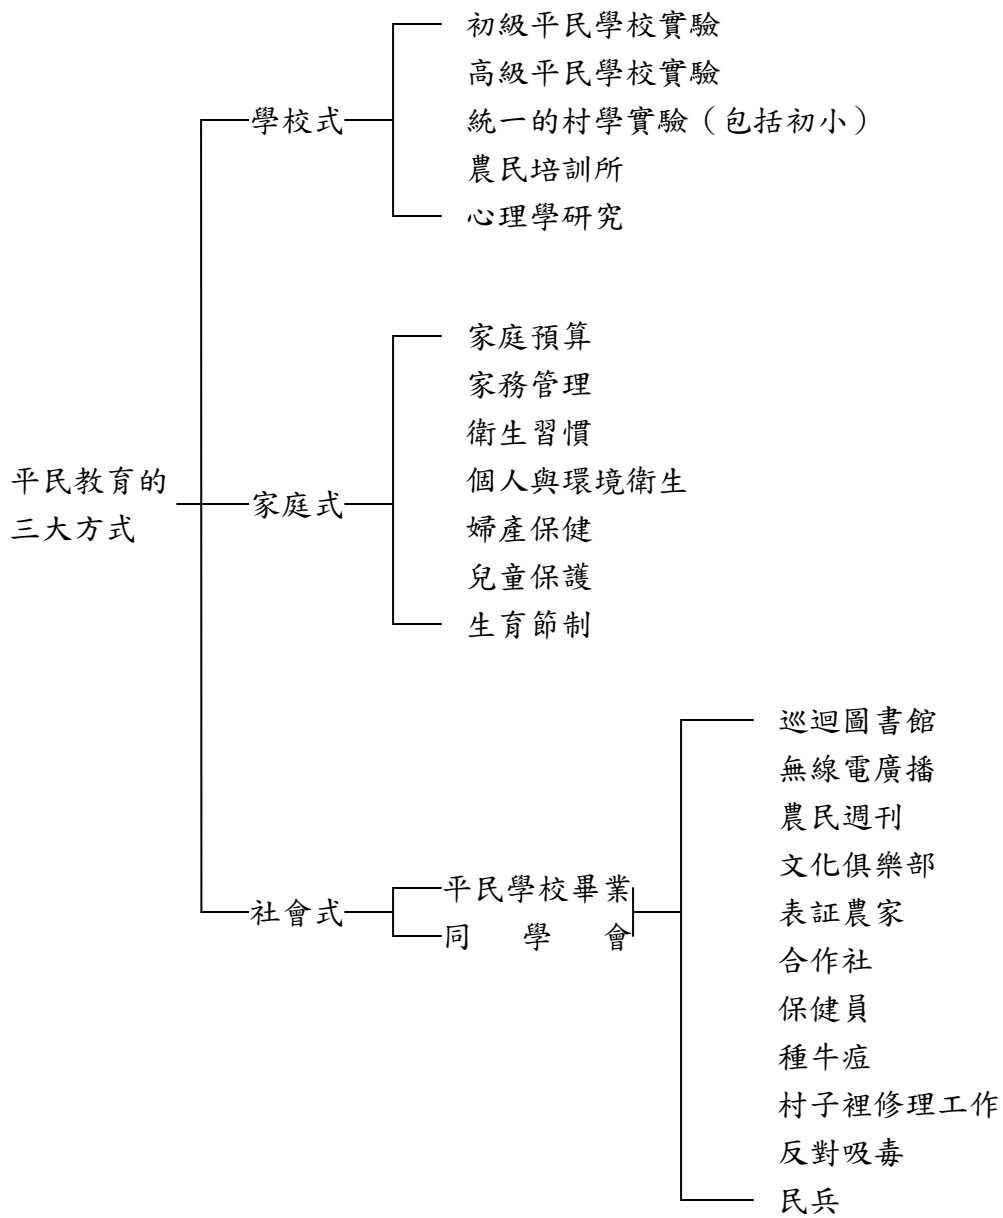 平民教育的
三大方式
學校式
初級平民學校實驗
高級平民學校實驗
統一的村學實驗（包括初小）
農民培訓所
心理學研究
家庭式
家庭預算
家務管理
衛生習慣
個人與環境衛生
婦產保健
兒童保護
生育節制
社會式
平民學校畢業
同學會
巡迴圖書館
無線電廣播
農民週刊
文化俱樂部
表証農家
合作社
保健員
種牛痘
村子裡修理工作
反對吸毒
民兵